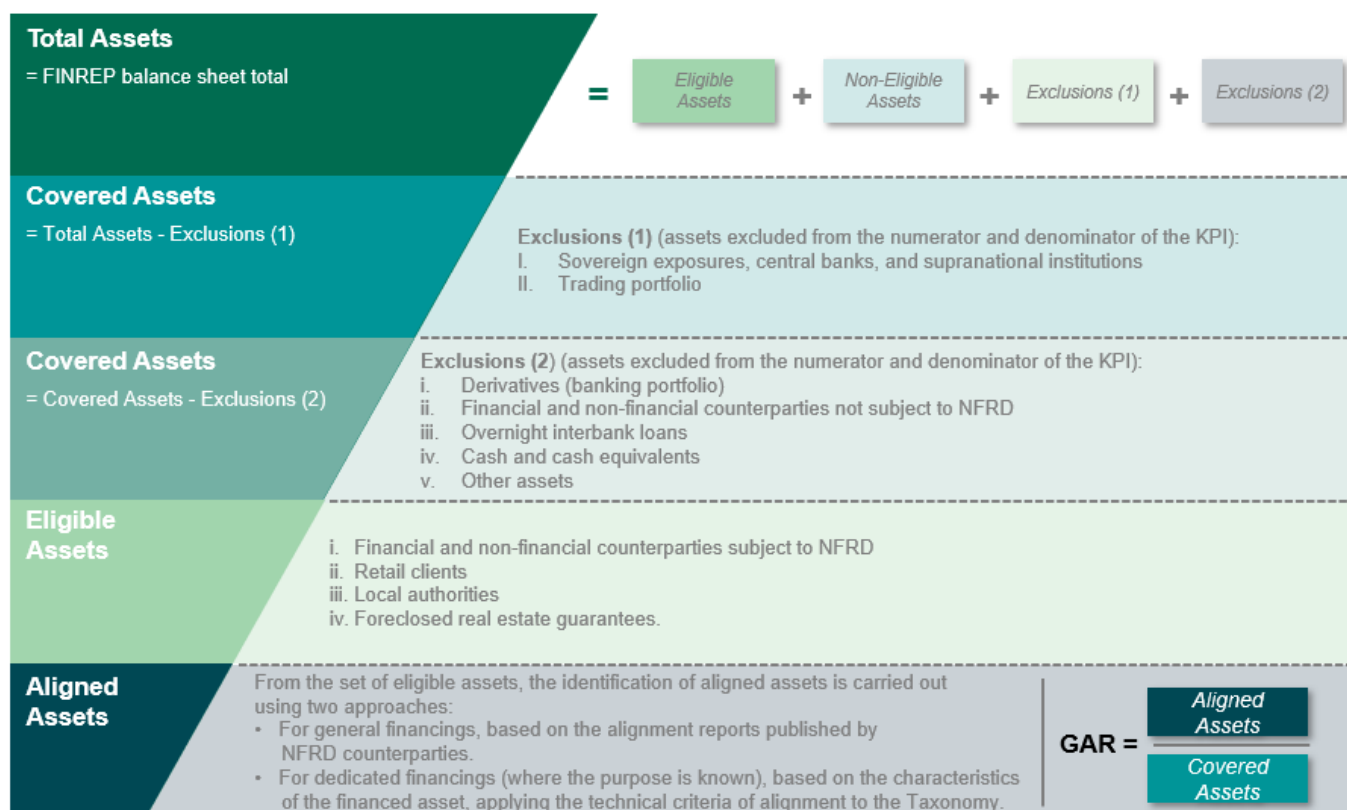 Total Assets
= FINREP balance sheet total
= Eligible Assets + Non-Eligible Assets + Exclusions (1) + Exclusions (2)
Covered Assets
= Total Assets - Exclusions (1)
Exclusions (1) (assets excluded from the numerator and denominator of the KPI):
I. Sovereign exposures, central banks, and supranational institutions
II. Trading portfolio
Covered Assets
= Covered Assets - Exclusions (2)
Exclusions (2) (assets excluded from the numerator and denominator of the KPI):
i. Derivatives (banking portfolio)
ii. Financial and non-financial counterparties not subject to NFRD
iii. Overnight interbank loans
iv. Cash and cash equivalents
v. Other assets
Eligible
Assets
i. Financial and non-financial counterparties subject to NFRD
ii. Retail clients
iii. Local authorities
iv. Foreclosed real estate guarantees.
Aligned
Assets
From the set of eligible assets, the identification of aligned assets is carried out
using two approaches:
• For general financings, based on the alignment reports published by
NFRD counterparties.
• For dedicated financings (where the purpose is known), based on the characteristics
of the financed asset, applying the technical criteria of alignment to the Taxonomy.
GAR =
Aligned
Assets
Covered
Assets